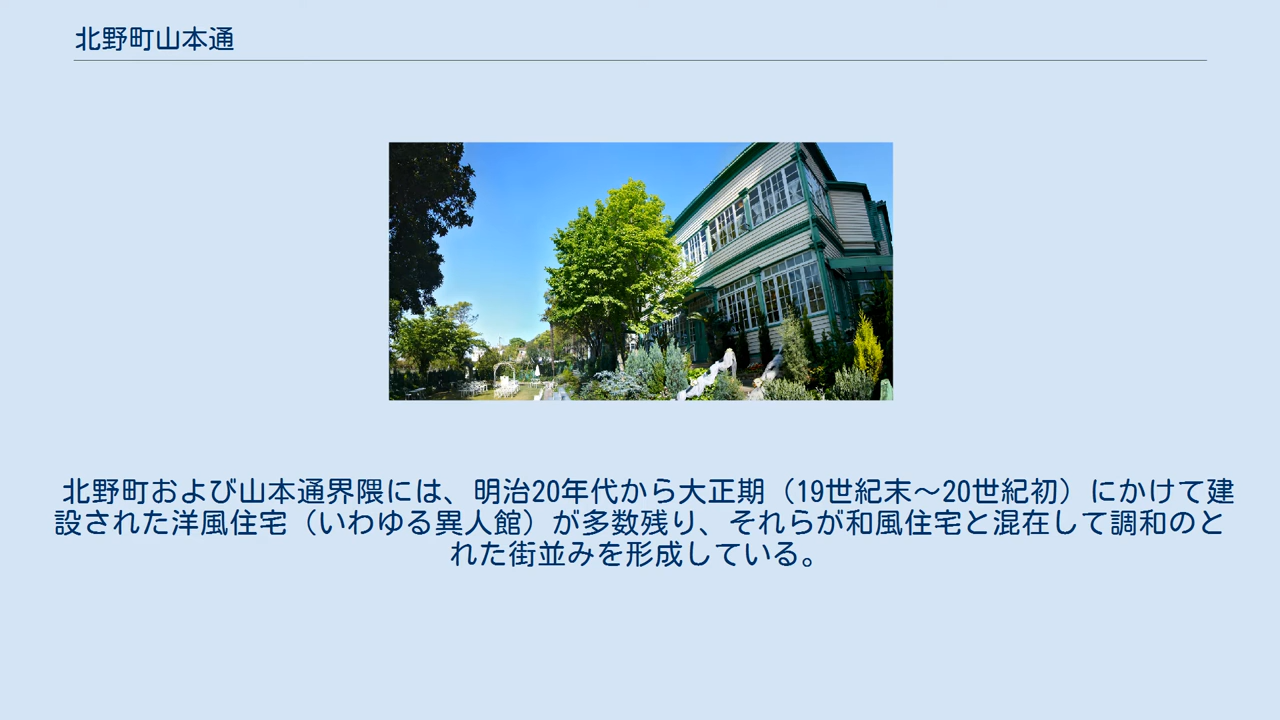 北野町山本通
北野町および山本通界隈には、明治20年代から大正期（19世紀末～20世紀初）にかけて建
設された洋風住宅（いわゆる異人館）が多数残り、それらが和風住宅と混在して調和のと
れた街並みを形成している。